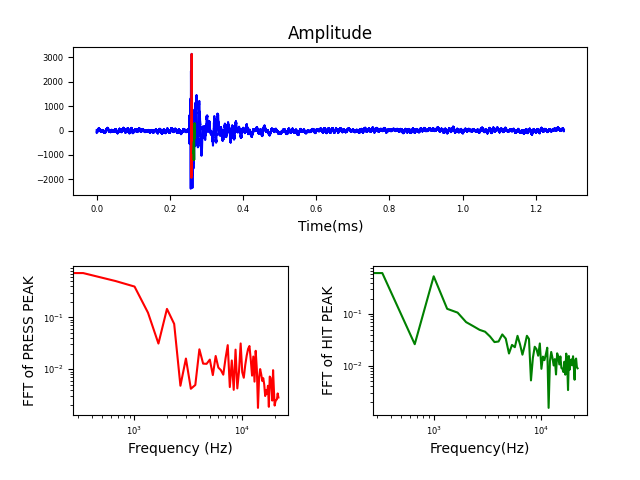 Amplitude
3000
2000
1000
0
−1000
−2000
0.0 0.2 0.4 0.6 0.8 1.0 1.2
Time(ms)
FFT of PRESS PEAK
10⁻¹
10⁻²
10³ 10⁴
Frequency (Hz)
FFT of HIT PEAK
10⁻¹
10⁻²
10³ 10⁴
Frequency(Hz)